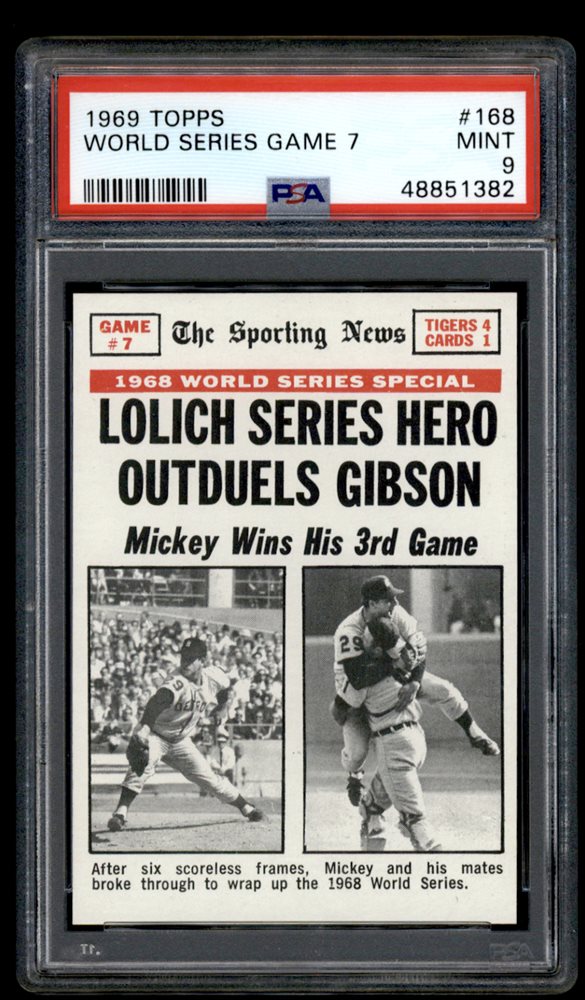 1969 TOPPS #168
WORLD SERIES GAME 7 MINT
9
PSA 48851382
GAME
#7
The Sporting News
TIGERS 4
CARDS 1
1968 WORLD SERIES SPECIAL
LOLICH SERIES HERO
OUTDUELS GIBSON
Mickey Wins His 3rd Game
29
After six scoreless frames, Mickey and his mates
broke through to wrap up the 1968 World Series.
PSA